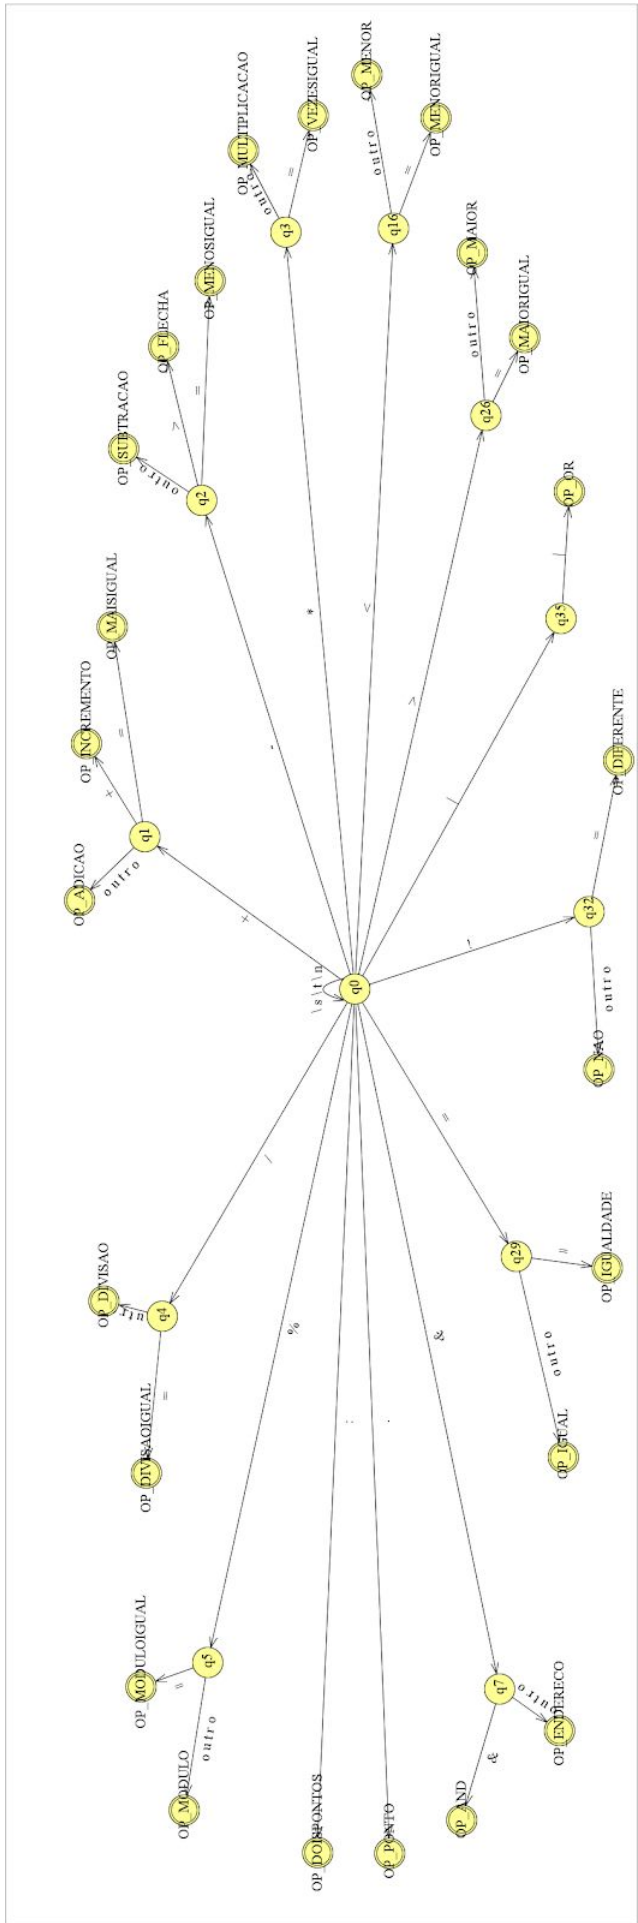 OP_MODULO
OP_MODULOIGUAL
outro
=
q5
OP_DIVISAOIGUAL
OP_DIVISAO
=
utr
q4
OP_ADICAO
OP_INCREMENTO
OP_MAISIGUAL
outro
+
=
q1
OP_SUBTRACAO
OP_FLECHA
OP_MENOSIGUAL
outro
>
=
q2
OP_MULTIPLICACAO
OP_VEZESIGUAL
outro
=
q3
%
/
\s\t\n
+
-
*
OP_DOISPONTOS
:
q0
<
OP_MENOR
OP_MENORIGUAL
outro
=
q16
OP_PONTO
.
&
=
!
|
>
OP_AND
OP_ENDERECO
&
outro
q7
OP_IGUAL
OP_IGUALDADE
outro
=
q29
OP_NAO
OP_DIFERENTE
outro
=
q32
OP_OR
|
q35
OP_MAIOR
OP_MAIORIGUAL
outro
=
q26